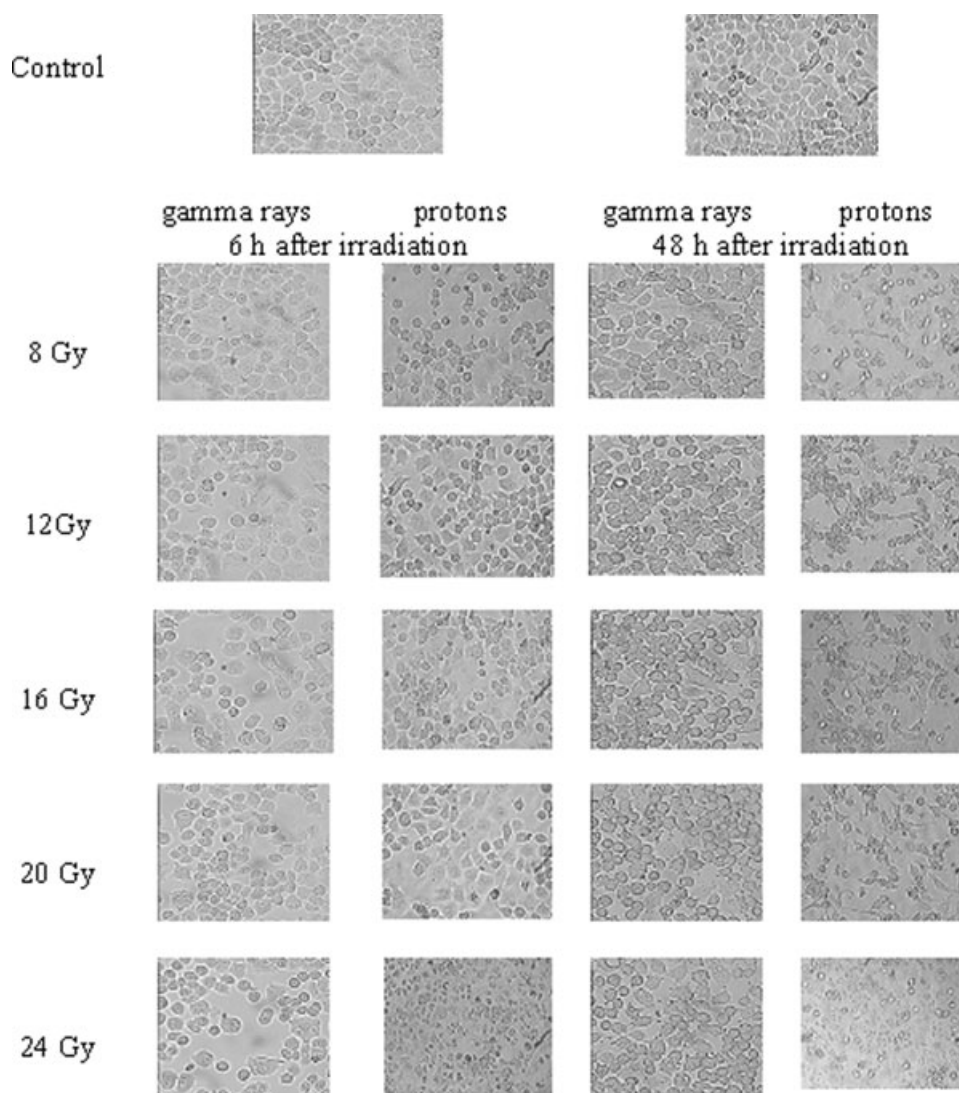 Control
gamma rays protons gamma rays protons
6 h after irradiation 48 h after irradiation
8 Gy
12Gy
16 Gy
20 Gy
24 Gy